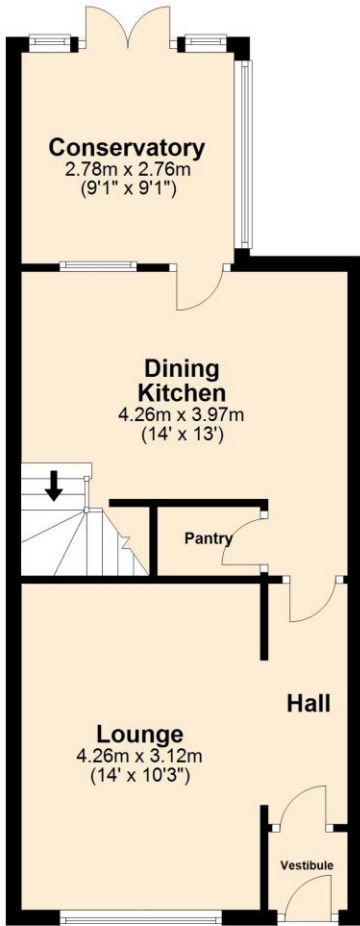 Conservatory
2.78m x 2.76m
(9'1" x 9'1")
Dining
Kitchen
4.26m x 3.97m
(14' x 13')
Pantry
Hall
Lounge
4.26m x 3.12m
(14' x 10'3")
Vestibule